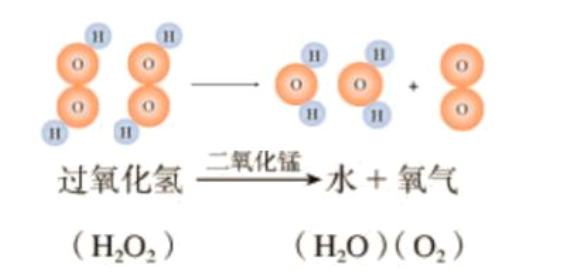 H H H H O
O O O O +
O O H H O
H H
过氧化氢 二氧化锰 水 + 氧气
(H₂O₂) (H₂O)(O₂)